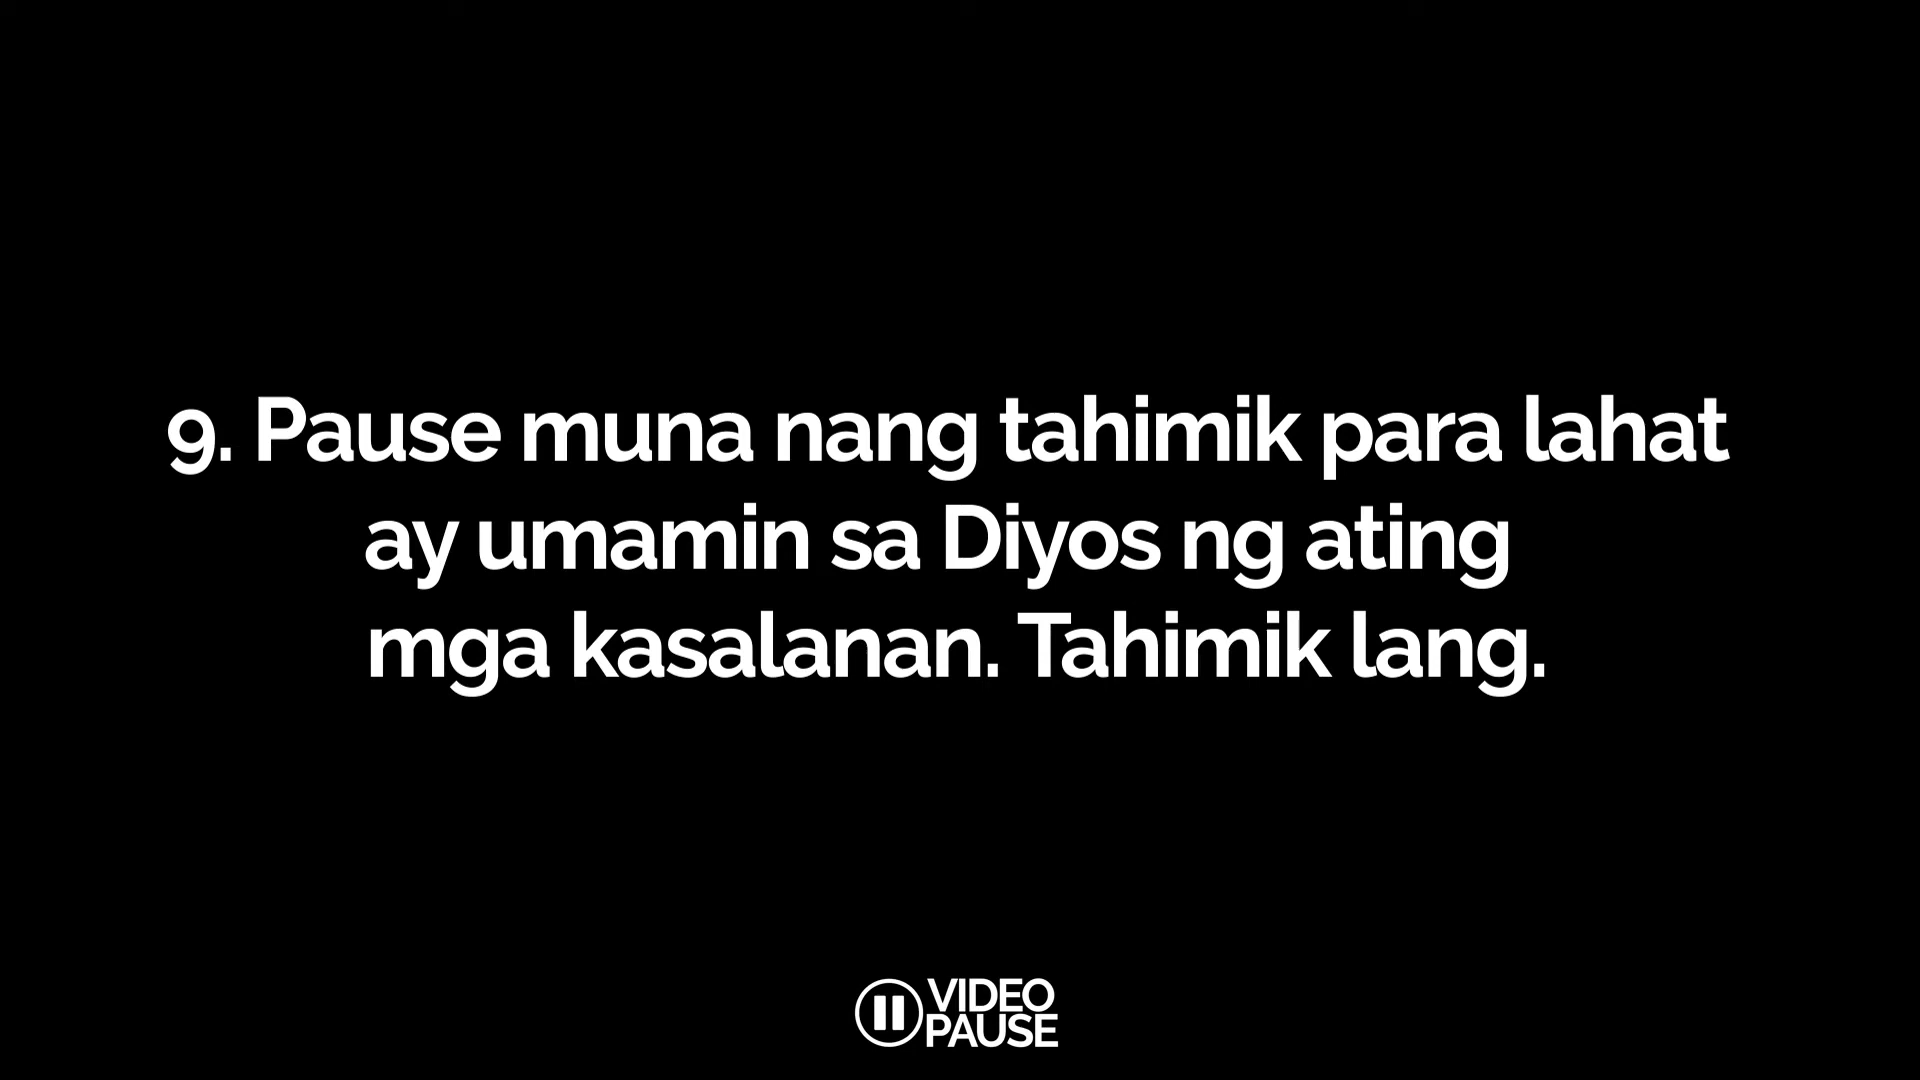 9. Pause muna nang tahimik para lahat
ay umamin sa Diyos ng ating
mga kasalanan. Tahimik lang.
VIDEO
PAUSE